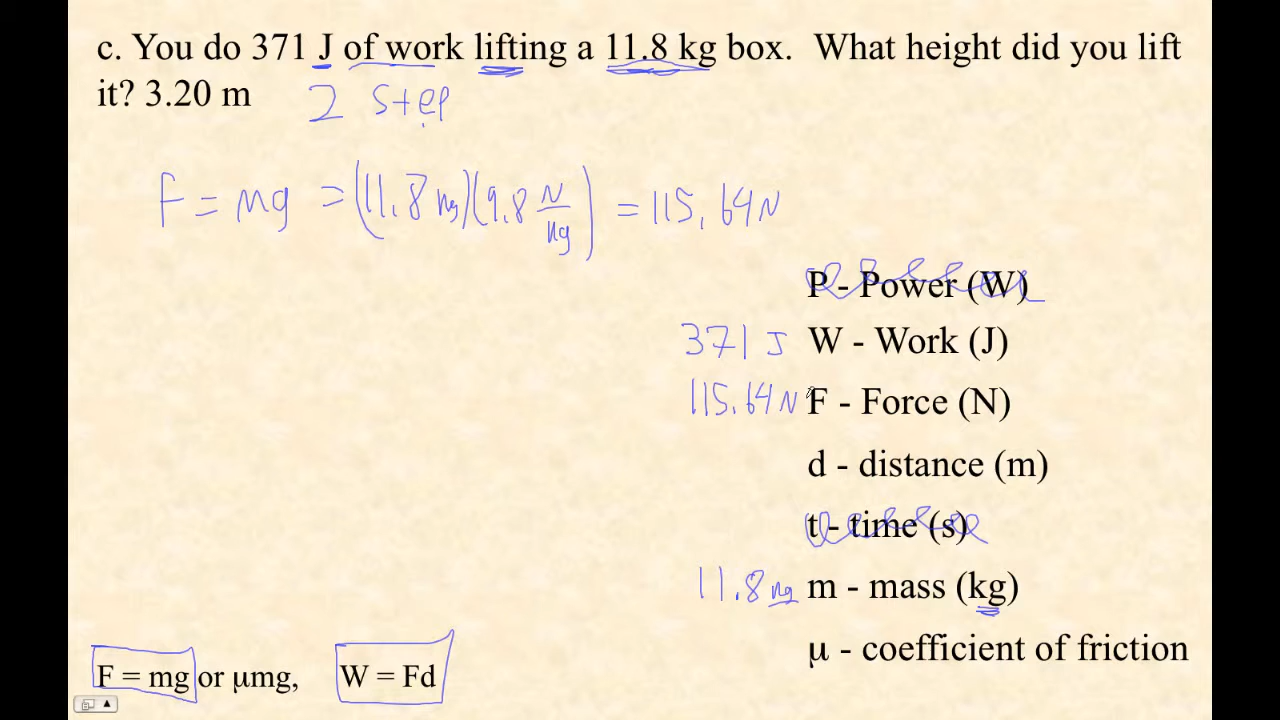 c. You do 371 J of work lifting a 11.8 kg box. What height did you lift
it? 3.20 m
2 Step
F = mg = (11.8 kg)(9.8 N/kg) = 115.64 N
P - Power (W)
371 J W - Work (J)
115.64 N F - Force (N)
d - distance (m)
t - time (s)
11.8 kg m - mass (kg)
μ - coefficient of friction
F = mg or μmg, W = Fd